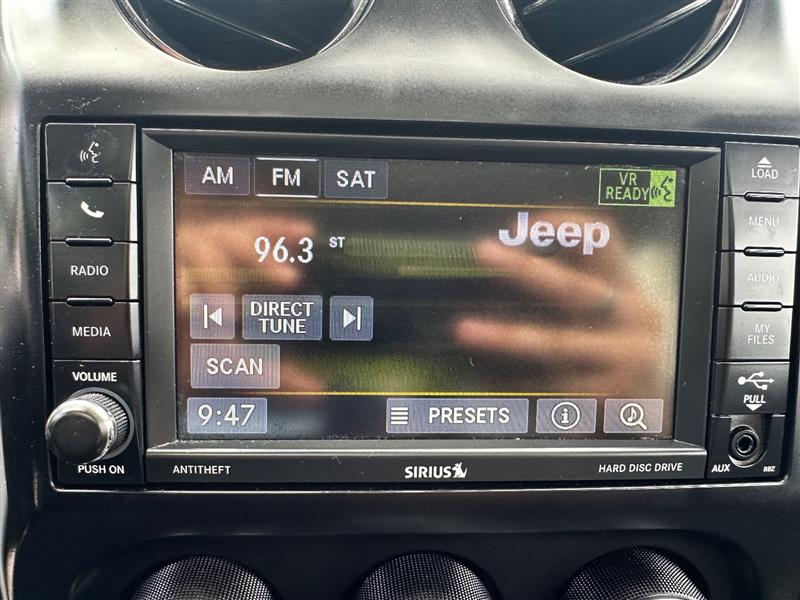 AM FM SAT
VR
READY
LOAD
Jeep
MENU
96.3 ST
RADIO
AUDIO
DIRECT
TUNE
MEDIA
MY
FILES
SCAN
VOLUME
PULL
9:47 PRESETS
PUSH ON
ANTITHEFT SIRIUS HARD DISC DRIVE AUX RBZ